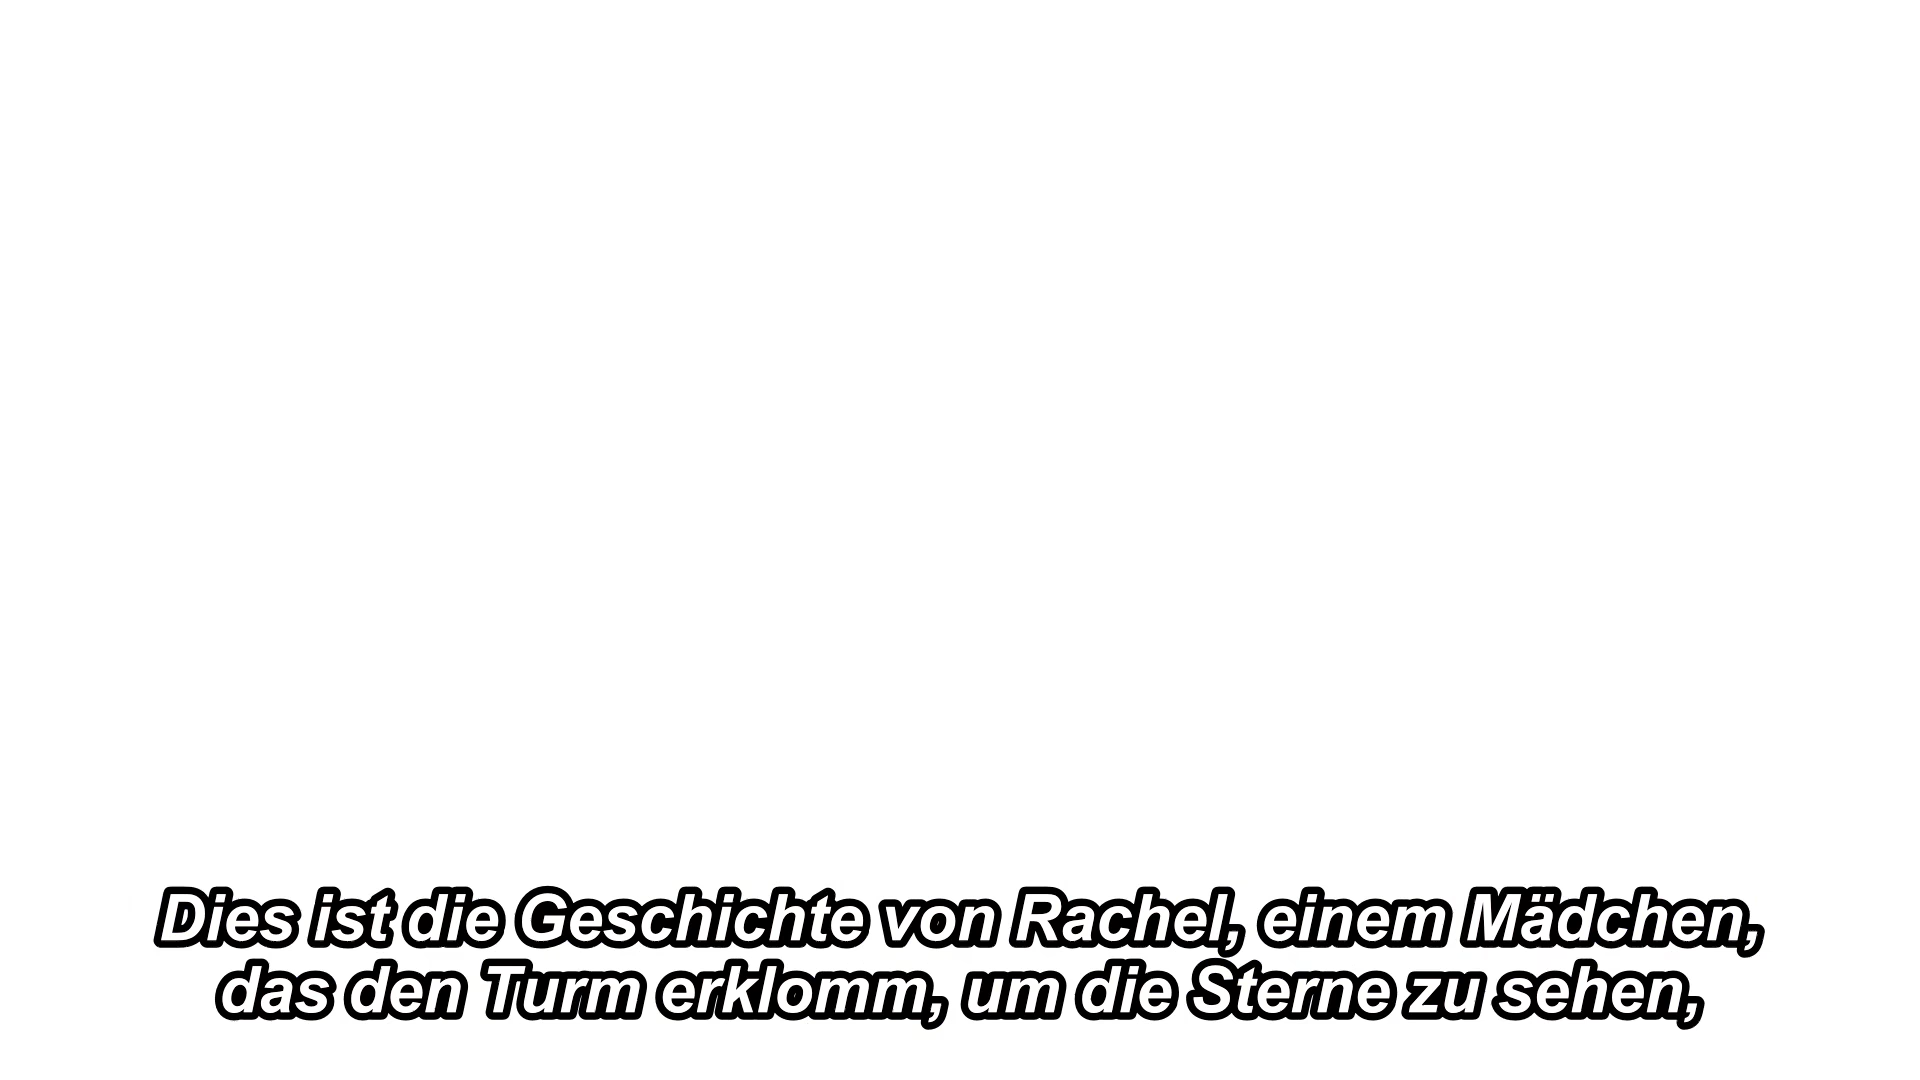 Dies ist die Geschichte von Rachel, einem Mädchen,
das den Turm erklomm, um die Sterne zu sehen,